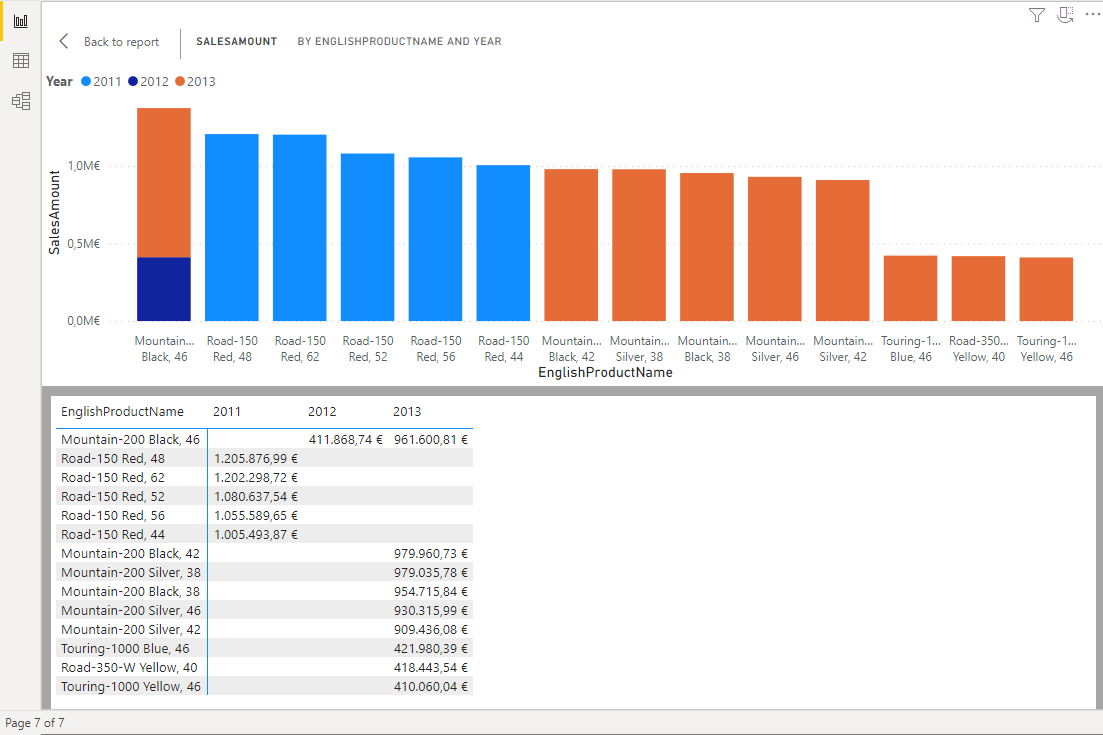 Back to report SALESAMOUNT BY ENGLISHPRODUCTNAME AND YEAR
Year 2011 2012 2013
SalesAmount
1,0M€
0,5M€
0,0M€
Mountain... Road-150 Road-150 Road-150 Road-150 Road-150 Mountain... Mountain... Mountain... Mountain... Mountain... Touring-1... Road-350... Touring-1...
Black, 46 Red, 48 Red, 62 Red, 52 Red, 56 Red, 44 Black, 42 Silver, 38 Black, 38 Silver, 46 Silver, 42 Blue, 46 Yellow, 40 Yellow, 46
EnglishProductName
EnglishProductName 2011 2012 2013
Mountain-200 Black, 46 411.868,74 € 961.600,81 €
Road-150 Red, 48 1.205.876,99 €
Road-150 Red, 62 1.202.298,72 €
Road-150 Red, 52 1.080.637,54 €
Road-150 Red, 56 1.055.589,65 €
Road-150 Red, 44 1.005.493,87 €
Mountain-200 Black, 42 979.960,73 €
Mountain-200 Silver, 38 979.035,78 €
Mountain-200 Black, 38 954.715,84 €
Mountain-200 Silver, 46 930.315,99 €
Mountain-200 Silver, 42 909.436,08 €
Touring-1000 Blue, 46 421.980,39 €
Road-350-W Yellow, 40 418.443,54 €
Touring-1000 Yellow, 46 410.060,04 €
Page 7 of 7